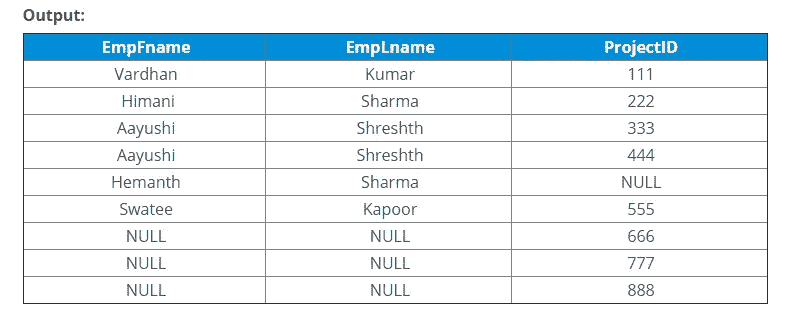 Output:
EmpFname EmpLname ProjectID
Vardhan Kumar 111
Himani Sharma 222
Aayushi Shreshth 333
Aayushi Shreshth 444
Hemanth Sharma NULL
Swatee Kapoor 555
NULL NULL 666
NULL NULL 777
NULL NULL 888